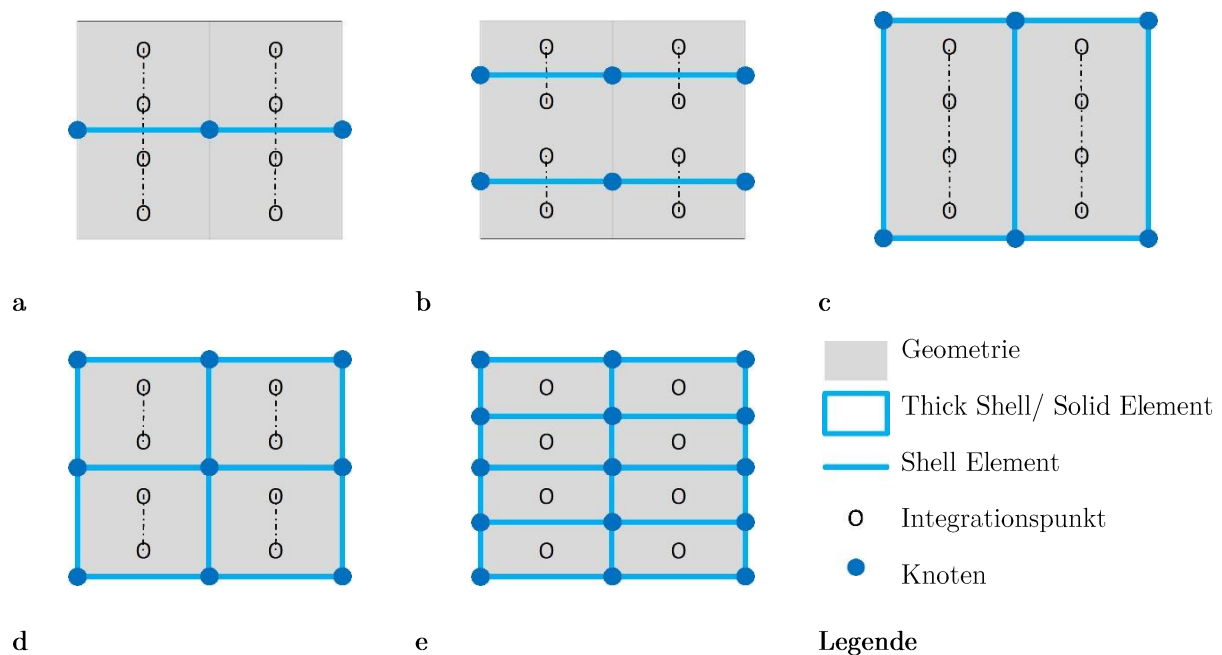 a
b
c
Geometrie
Thick Shell/ Solid Element
Shell Element
Integrationspunkt
Knoten
d
e
Legende